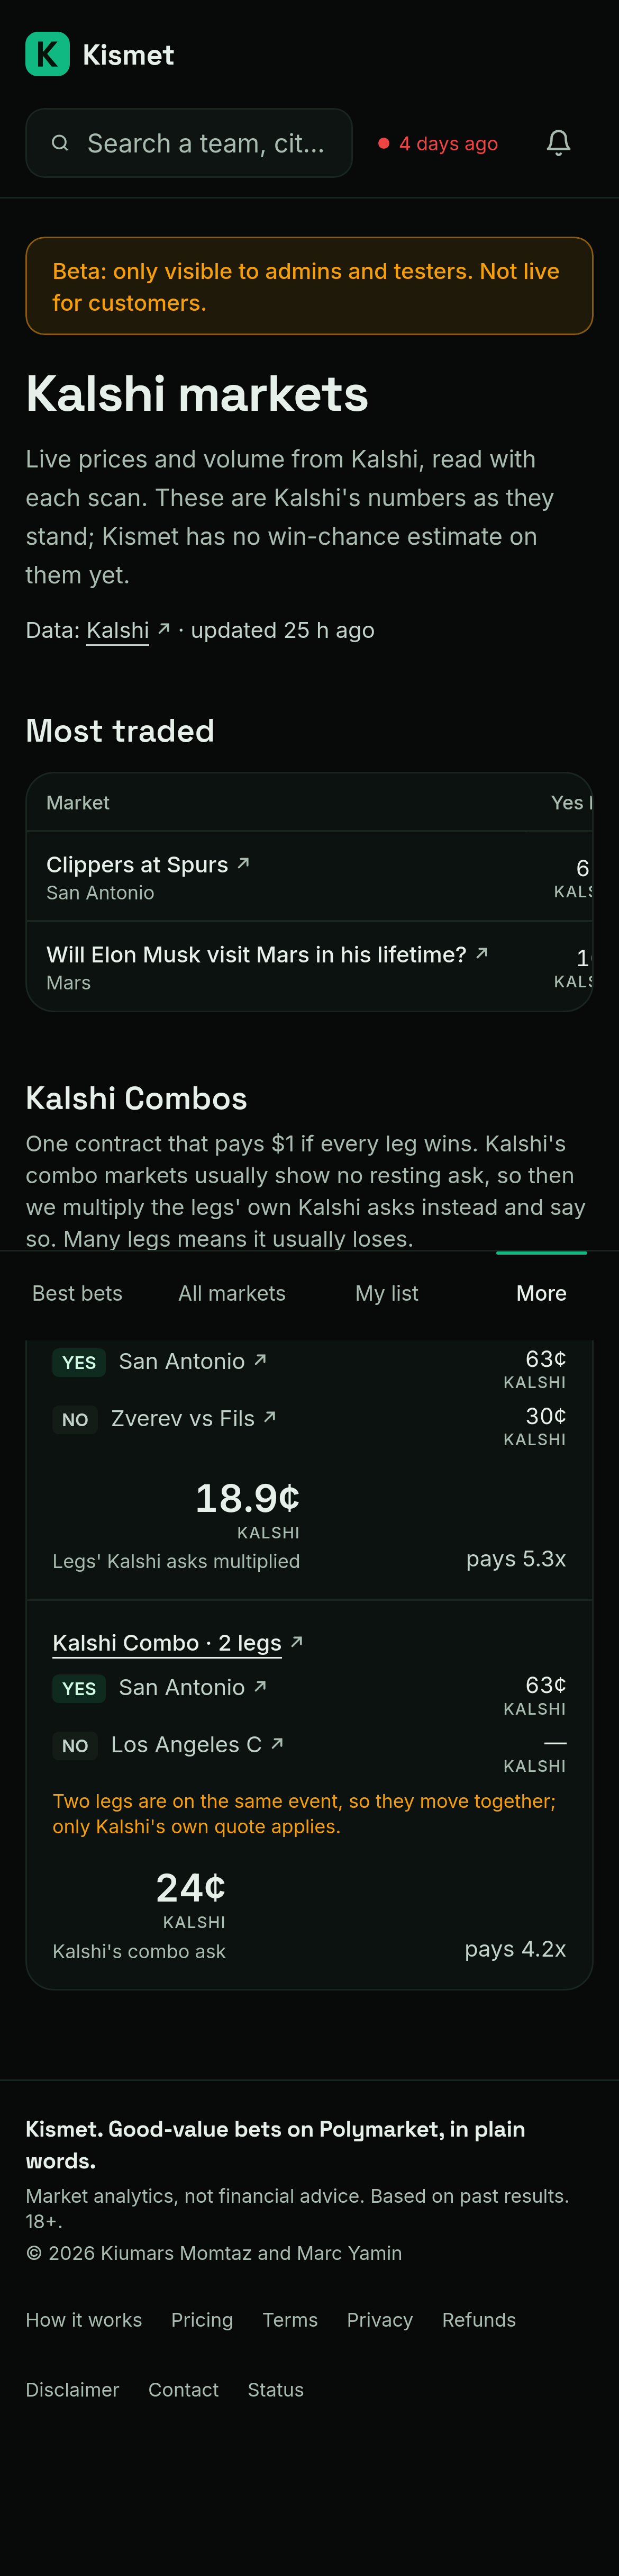 K Kismet
Search a team, cit...
4 days ago
Beta: only visible to admins and testers. Not live
for customers.
Kalshi markets
Live prices and volume from Kalshi, read with
each scan. These are Kalshi's numbers as they
stand; Kismet has no win-chance estimate on
them yet.
Data: Kalshi ↗ · updated 25 h ago
Most traded
Market
Yes
Clippers at Spurs ↗
San Antonio
6
Will Elon Musk visit Mars in his lifetime? ↗
Mars
1
Kalshi Combos
One contract that pays $1 if every leg wins. Kalshi's
combo markets usually show no resting ask, so then
we multiply the legs' own Kalshi asks instead and say
so. Many legs means it usually loses.
Best bets All markets My list More
YES San Antonio ↗ 63¢
KALSHI
NO Zverev vs Fils ↗ 30¢
KALSHI
18.9¢
KALSHI
Legs' Kalshi asks multiplied pays 5.3x
Kalshi Combo · 2 legs ↗
YES San Antonio ↗ 63¢
KALSHI
NO Los Angeles C ↗ —
KALSHI
Two legs are on the same event, so they move together;
only Kalshi's own quote applies.
24¢
KALSHI
Kalshi's combo ask pays 4.2x
Kismet. Good-value bets on Polymarket, in plain
words.
Market analytics, not financial advice. Based on past results.
18+.
© 2026 Kiumars Momtaz and Marc Yamin
How it works Pricing Terms Privacy Refunds
Disclaimer Contact Status